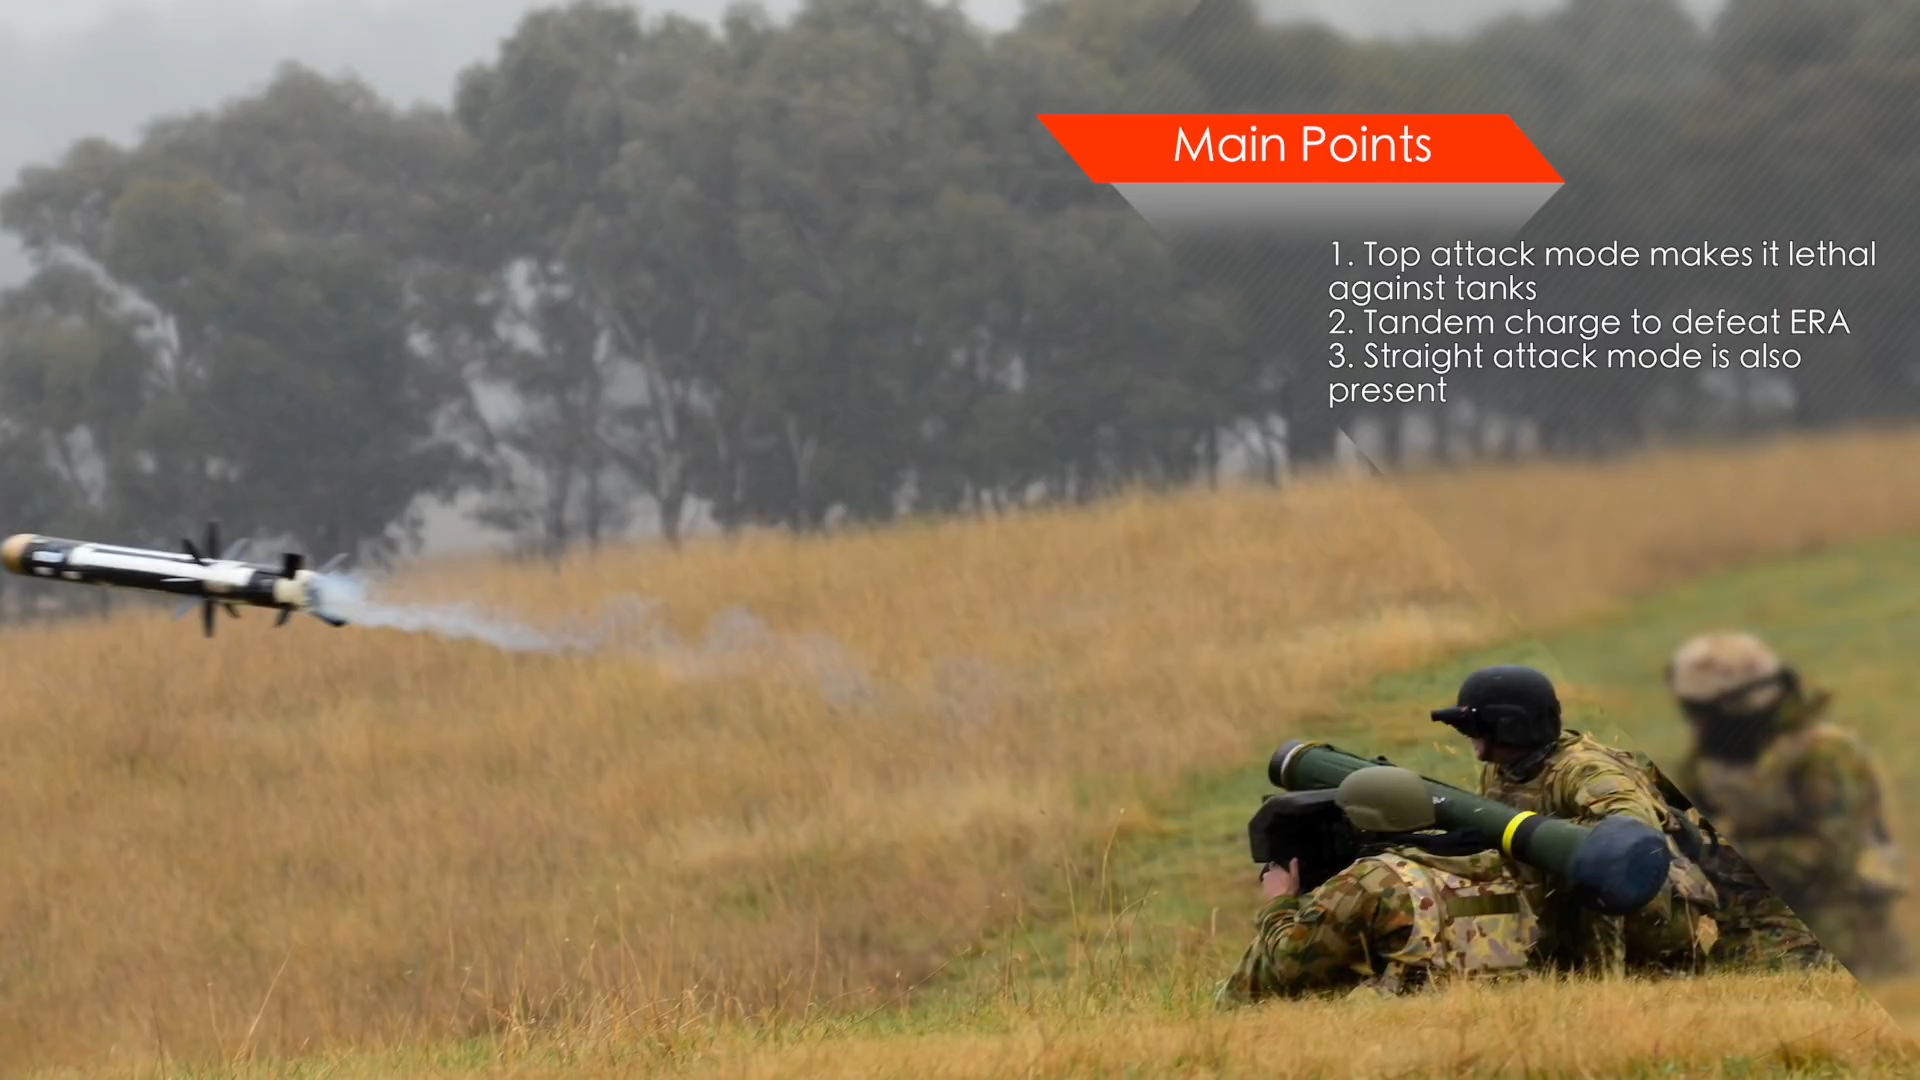 Main Points
1. Top attack mode makes it lethal
against tanks
2. Tandem charge to defeat ERA
3. Straight attack mode is also
present